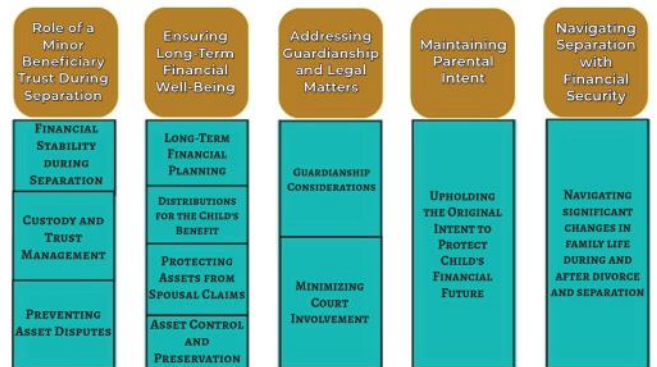 Role of a
Minor
Beneficiary
Trust During
Separation
FINANCIAL
STABILITY
DURING
SEPARATION
CUSTODY AND
TRUST
MANAGEMENT
PREVENTING
ASSET DISPUTES
Ensuring
Long-Term
Financial
Well-Being
LONG-TERM
FINANCIAL
PLANNING
DISTRIBUTIONS
FOR THE CHILD'S
BENEFIT
PROTECTING
ASSETS FROM
SPOUSAL CLAIMS
ASSET CONTROL
AND
PRESERVATION
Addressing
Guardianship
and Legal
Matters
GUARDIANSHIP
CONSIDERATIONS
MINIMIZING
COURT
INVOLVEMENT
Maintaining
Parental
Intent
UPHOLDING
THE ORIGINAL
INTENT TO
PROTECT
CHILD'S
FINANCIAL
FUTURE
Navigating
Separation
with
Financial
Security
NAVIGATING
SIGNIFICANT
CHANGES IN
FAMILY LIFE
DURING AND
AFTER DIVORCE
AND SEPARATION